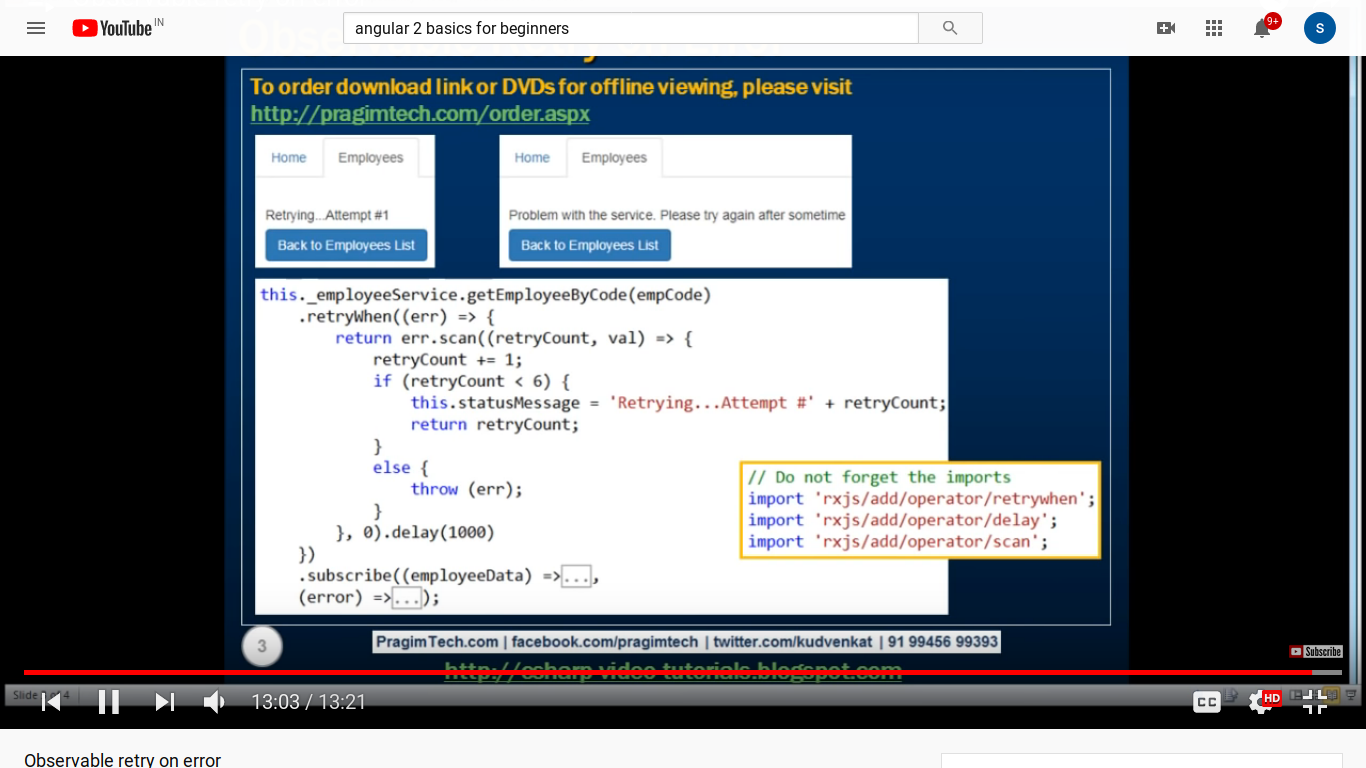 YouTube IN
angular 2 basics for beginners
9+
S
To order download link or DVDs for offline viewing, please visit
http://pragimtech.com/order.aspx
Home Employees
Retrying...Attempt #1
Back to Employees List
Home Employees
Problem with the service. Please try again after sometime
Back to Employees List
this._employeeService.getEmployeeByCode(empCode)
.retryWhen((err) => {
return err.scan((retryCount, val) => {
retryCount += 1;
if (retryCount < 6) {
this.statusMessage = 'Retrying...Attempt #' + retryCount;
return retryCount;
}
else {
throw (err);
}
}, 0).delay(1000)
})
.subscribe((employeeData) =>...,
(error) =>...);
// Do not forget the imports
import 'rxjs/add/operator/retrywhen';
import 'rxjs/add/operator/delay';
import 'rxjs/add/operator/scan';
3
PragimTech.com | facebook.com/pragimtech | twitter.com/kudvenkat | 91 99456 99393
http://csharp-video-tutorials.blogspot.com
Subscribe
Slide 4
13:03 / 13:21
CC
HD
Observable retry on error